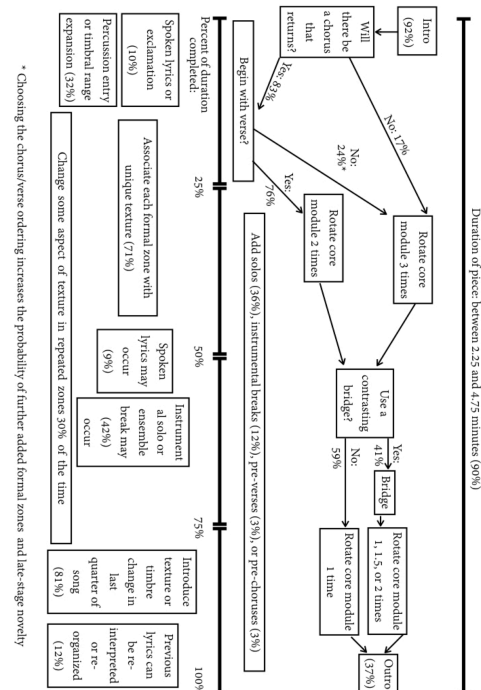 Duration of piece: between 2.25 and 4.75 minutes (90%)
Intro
(92%)
Will
there be
a chorus
that
returns?
No: 17%
Yes: 83%
Begin with verse?
No:
24%*
Yes:
76%
Rotate core
module 3 times
Rotate core
module 2 times
Use a
contrasting
bridge?
Yes:
41%
No:
59%
Bridge
Rotate core module
1, 1.5, or 2 times
Rotate core module
1 time
Outro
(37%)
Add solos (36%), instrumental breaks (12%), pre-verses (3%), or pre-choruses (3%)
Percent of duration
completed:
25%
50%
75%
100%
Spoken lyrics or
exclamation
(10%)
Percussion entry
or timbral range
expansion (32%)
Associate each formal zone with
unique texture (71%)
Spoken
lyrics may
occur
(9%)
Instrument
al solo or
ensemble
break may
occur
(42%)
Change some aspect of texture in repeated zones 30% of the time
Introduce
texture or
timbre
change in
last
quarter of
song
(81%)
Previous
lyrics can
be re-
interpreted
or re-
organized
(12%)
* Choosing the chorus/verse ordering increases the probability of further added formal zones and late-stage novelty